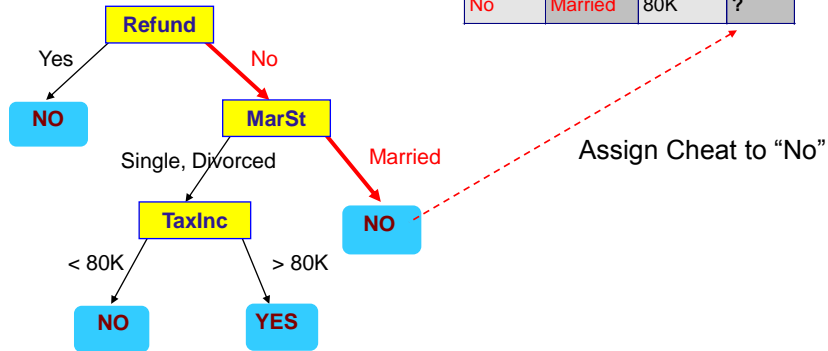 No Married 80K ?
Refund
Yes
No
NO
MarSt
Single, Divorced
Married
Assign Cheat to “No”
TaxInc
NO
< 80K
> 80K
NO
YES